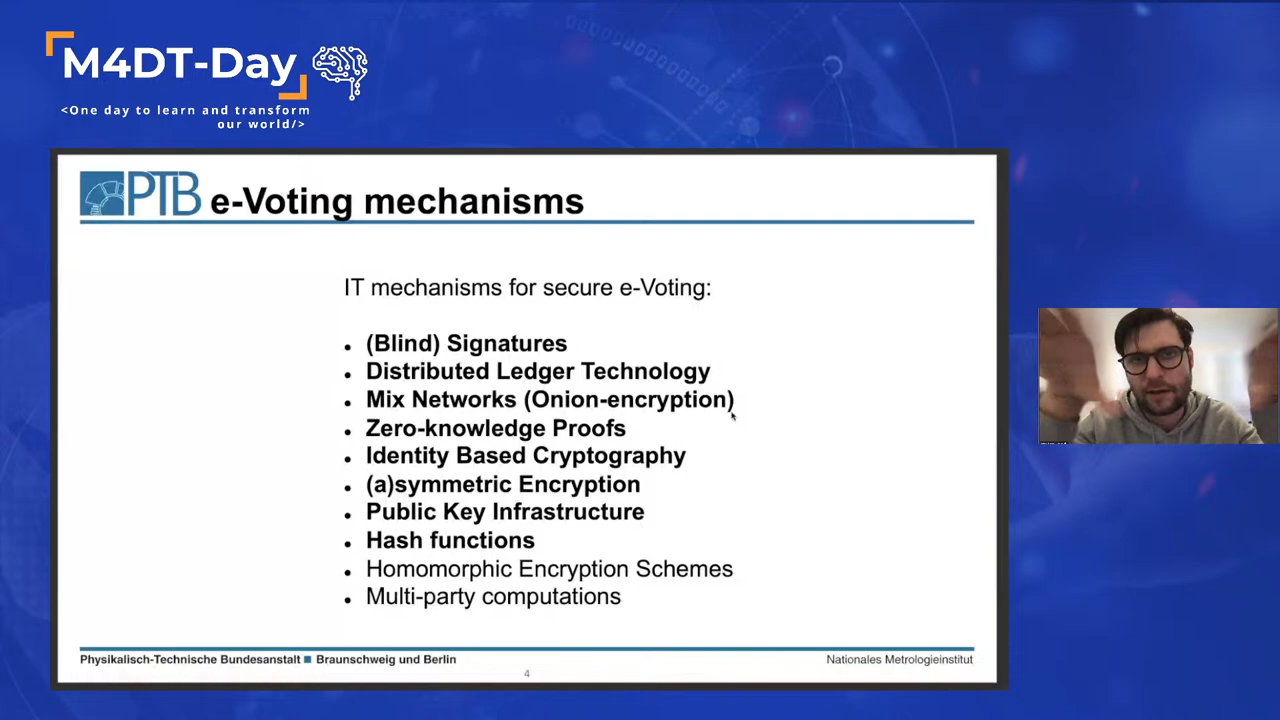 M4DT-Day
<One day to learn and transform
our world/>
PTB e-Voting mechanisms
IT mechanisms for secure e-Voting:
• (Blind) Signatures
• Distributed Ledger Technology
• Mix Networks (Onion-encryption)
• Zero-knowledge Proofs
• Identity Based Cryptography
• (a)symmetric Encryption
• Public Key Infrastructure
• Hash functions
• Homomorphic Encryption Schemes
• Multi-party computations
Physikalisch-Technische Bundesanstalt ■ Braunschweig und Berlin
Nationales Metrologieinstitut
4